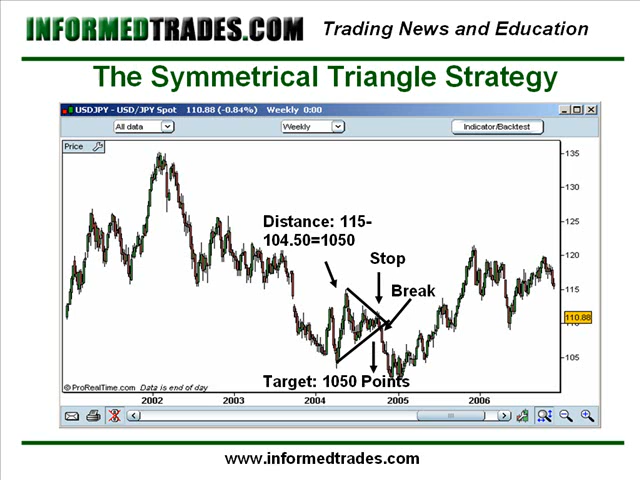 INFORMEDTRADES.COM Trading News and Education
The Symmetrical Triangle Strategy
USDJPY - USD/JPY Spot 110.88 (-0.84%) Weekly 0:00
All data Weekly Indicator/Backtest
Price
135
130
125
120
115
110.88
110
105
Distance: 115-
104.50=1050
Stop
Break
Target: 1050 Points
© ProRealTime.com Data is end of day
2002 2003 2004 2005 2006
www.informedtrades.com